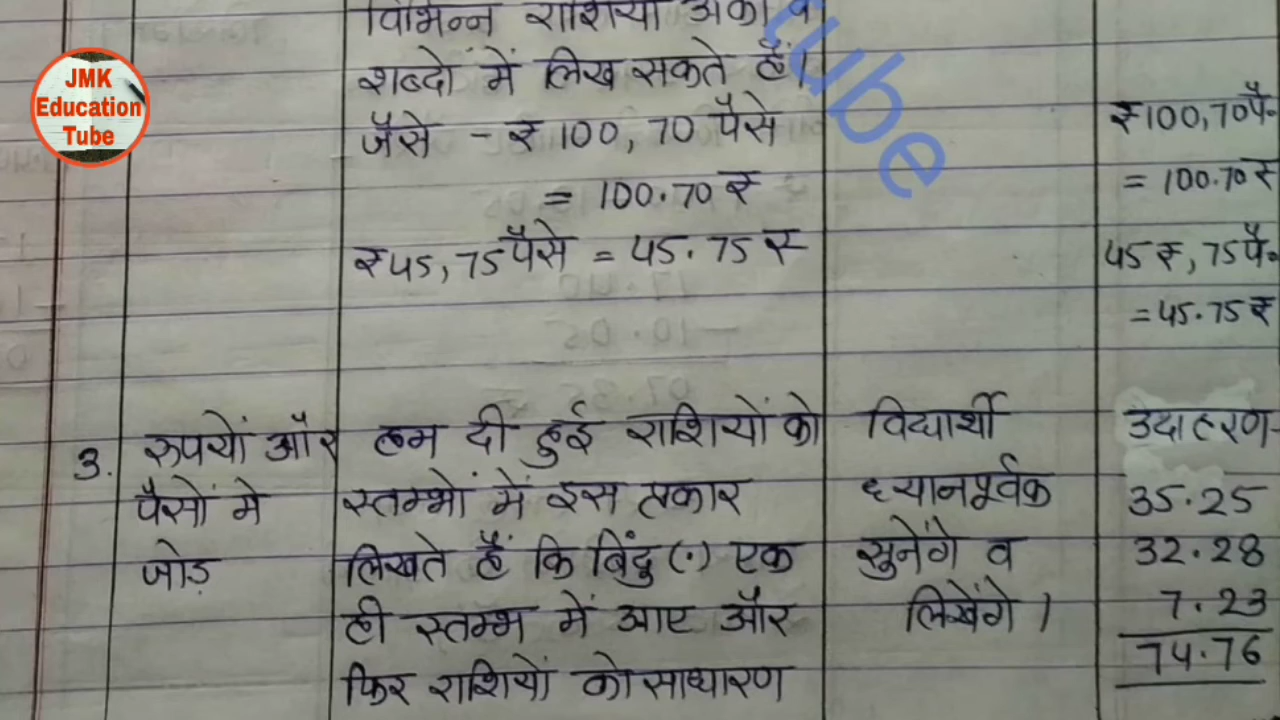 JMK
Education
Tube
ube
विभिन्न राशियों अंकों व
शब्दों में लिख सकते हैं।
जैसे - ₹100, 70 पैसे
= 100.70 ₹
₹45, 75 पैसे = 45.75 ₹
₹100, 70 पै॰
= 100.70 ₹
45 ₹, 75 पै॰
= 45.75 ₹
3.
रुपयों और
पैसों में
जोड़
हम दी हुई राशियों को
स्तम्भों में इस प्रकार
लिखते हैं कि बिंदु (.) एक
ही स्तम्भ में आए और
फिर राशियों को साधारण
विद्यार्थी
ध्यानपूर्वक
सुनेंगे व
लिखेंगे।
उदाहरण-
35.25
32.28
7.23
74.76